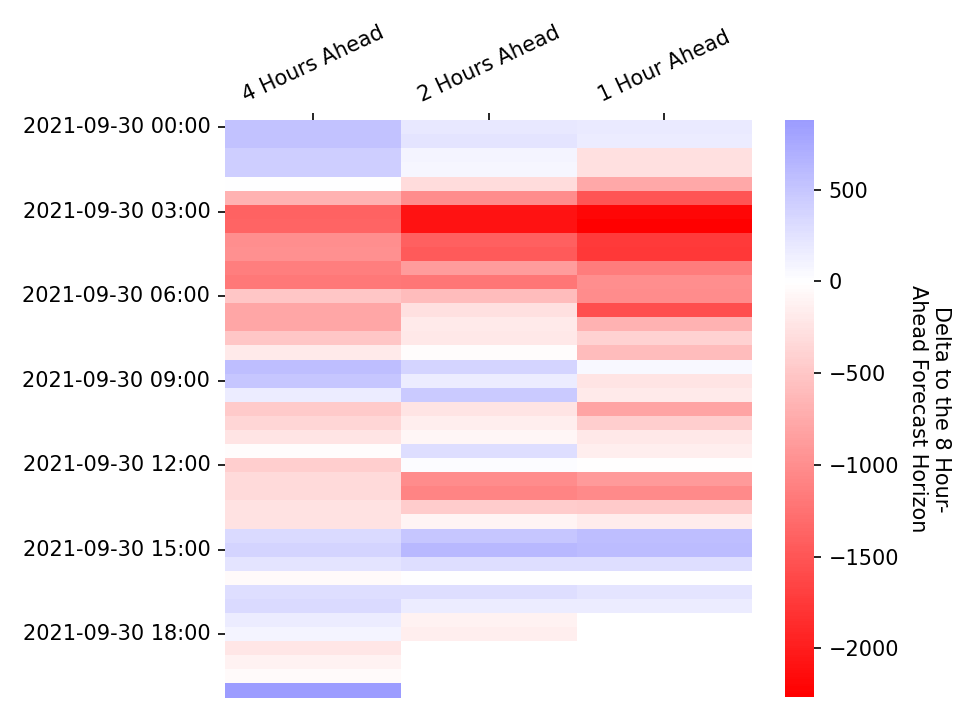 4 Hours Ahead
2 Hours Ahead
1 Hour Ahead
2021-09-30 00:00
2021-09-30 03:00
2021-09-30 06:00
2021-09-30 09:00
2021-09-30 12:00
2021-09-30 15:00
2021-09-30 18:00
500
0
−500
−1000
−1500
−2000
Delta to the 8 Hour-
Ahead Forecast Horizon